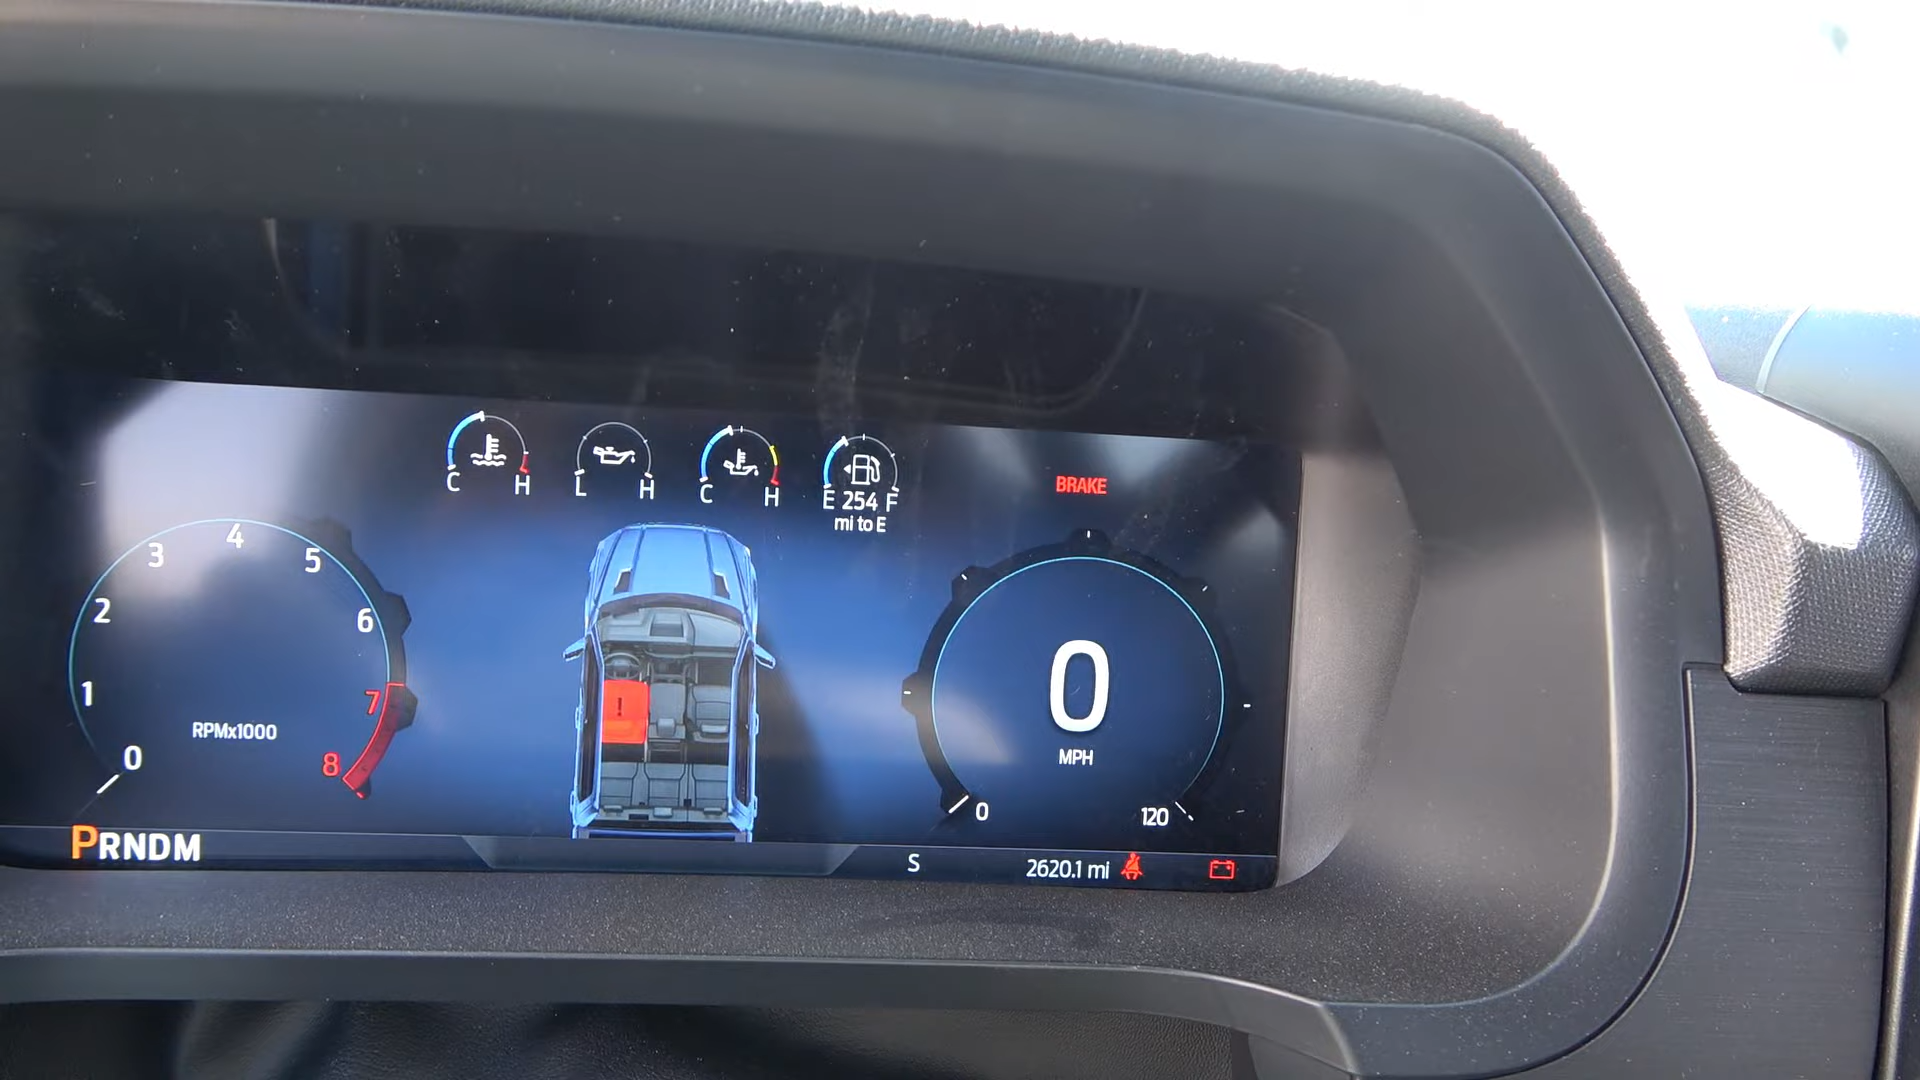 C H
L H
C H
E 254 F
mi to E
BRAKE
0
1
2
3
4
5
6
7
8
RPMx1000
!
0
MPH
0
120
PRNDM
S
2620.1 mi